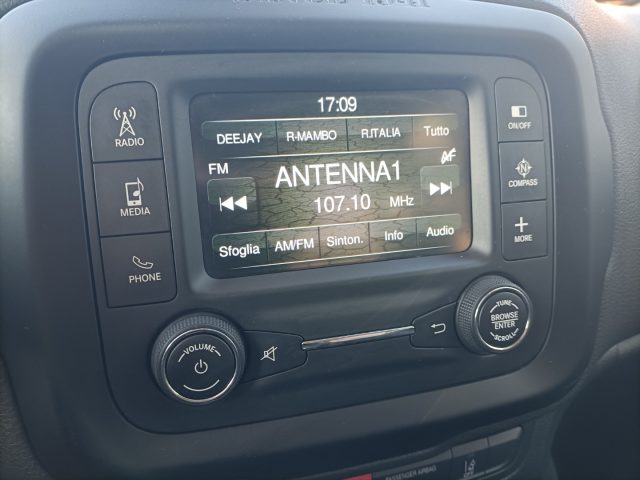 17:09
DEEJAY R-MAMBO R.ITALIA Tutto
FM AF
ANTENNA1
107.10 MHz
Sfoglia AM/FM Sinton. Info Audio
RADIO
MEDIA
PHONE
ON/OFF
N
COMPASS
MORE
VOLUME
TUNE
BROWSE
ENTER
SCROLL
PASSENGER AIRBAG